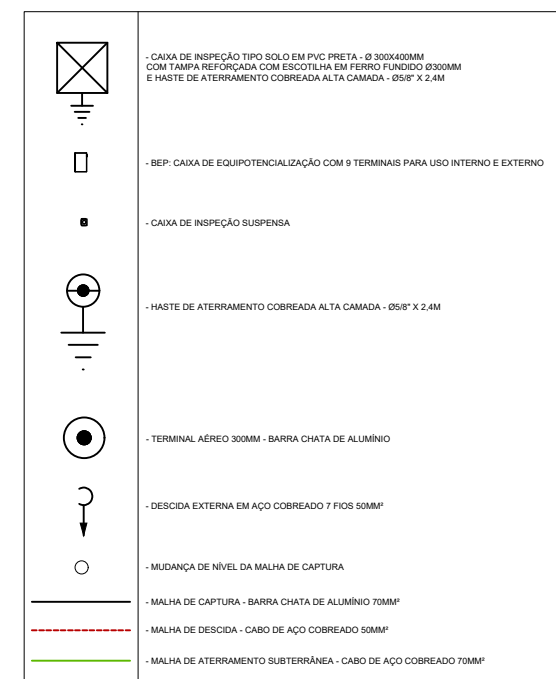 - CAIXA DE INSPEÇÃO TIPO SOLO EM PVC PRETA - Ø 300X400MM
COM TAMPA REFORÇADA COM ESCOTILHA EM FERRO FUNDIDO Ø300MM
E HASTE DE ATERRAMENTO COBREADA ALTA CAMADA - Ø5/8" X 2,4M
- BEP: CAIXA DE EQUIPOTENCIALIZAÇÃO COM 9 TERMINAIS PARA USO INTERNO E EXTERNO
- CAIXA DE INSPEÇÃO SUSPENSA
- HASTE DE ATERRAMENTO COBREADA ALTA CAMADA - Ø5/8" X 2,4M
- TERMINAL AÉREO 300MM - BARRA CHATA DE ALUMÍNIO
- DESCIDA EXTERNA EM AÇO COBREADO 7 FIOS 50MM²
- MUDANÇA DE NÍVEL DA MALHA DE CAPTURA
- MALHA DE CAPTURA - BARRA CHATA DE ALUMÍNIO 70MM²
- MALHA DE DESCIDA - CABO DE AÇO COBREADO 50MM²
- MALHA DE ATERRAMENTO SUBTERRÂNEA - CABO DE AÇO COBREADO 70MM²